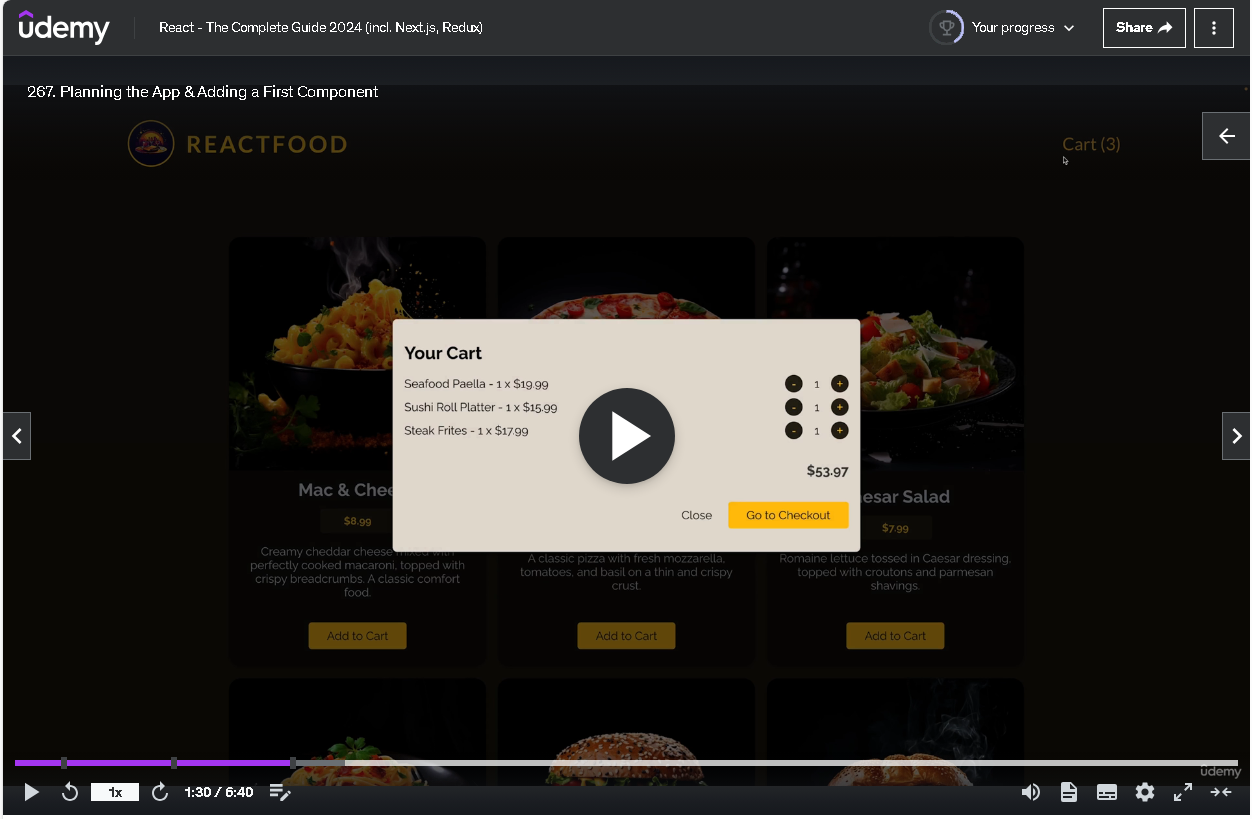 ûdemy
React - The Complete Guide 2024 (incl. Next.js, Redux)
Your progress
Share
267. Planning the App & Adding a First Component
REACTFOOD
Cart (3)
Your Cart
Seafood Paella - 1 x $19.99
- 1 +
Sushi Roll Platter - 1 x $15.99
- 1 +
Steak Frites - 1 x $17.99
- 1 +
$53.97
Close
Go to Checkout
Mac & Chee
$8.99
Creamy cheddar cheese mixed with
perfectly cooked macaroni, topped with
crispy breadcrumbs. A classic comfort
food.
Add to Cart
A classic pizza with fresh mozzarella,
tomatoes, and basil on a thin and crispy
crust.
Add to Cart
esar Salad
$7.99
Romaine lettuce tossed in Caesar dressing,
topped with croutons and parmesan
shavings.
Add to Cart
ûdemy
1x
1:30 / 6:40